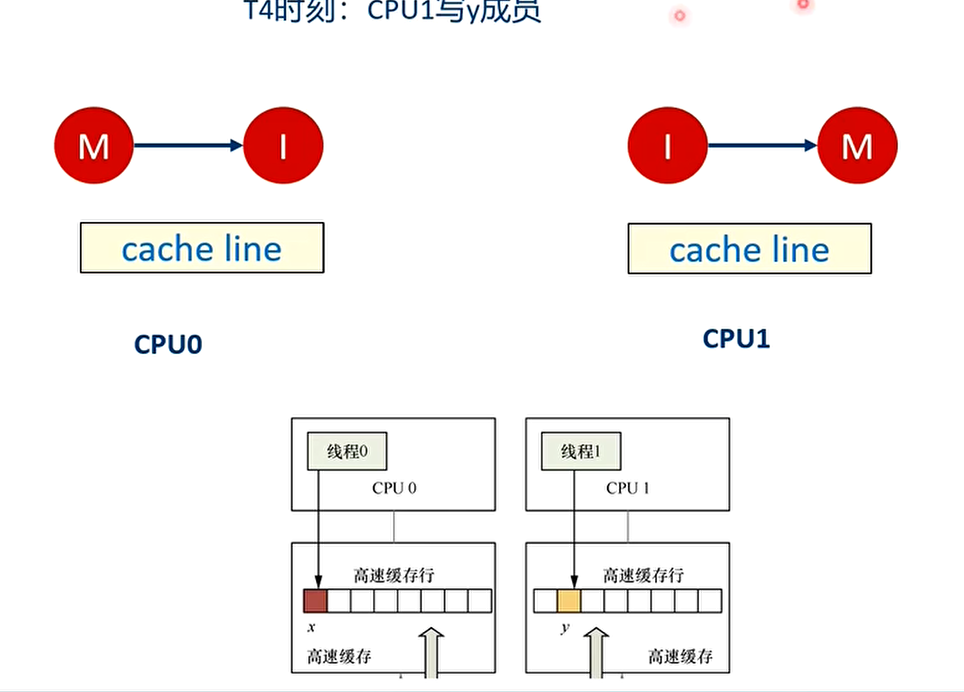 T4时刻：CPU1写y成员
M I I M
cache line cache line
CPU0 CPU1
线程0 线程1
CPU 0 CPU 1
高速缓存行 高速缓存行
x y
高速缓存 高速缓存